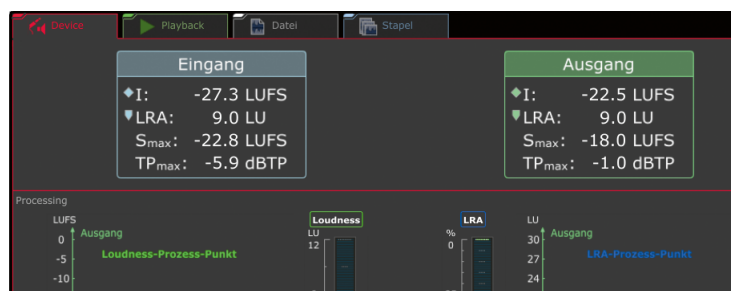 Device Playback Datei Stapel
Eingang
I: -27.3 LUFS
LRA: 9.0 LU
Smax: -22.8 LUFS
TPmax: -5.9 dBTP
Ausgang
I: -22.5 LUFS
LRA: 9.0 LU
Smax: -18.0 LUFS
TPmax: -1.0 dBTP
Processing
LUFS
Ausgang
0
-5
-10
Loudness-Prozess-Punkt
Loudness
LU
12
LRA
%
0
LU
Ausgang
30
27
24
LRA-Prozess-Punkt